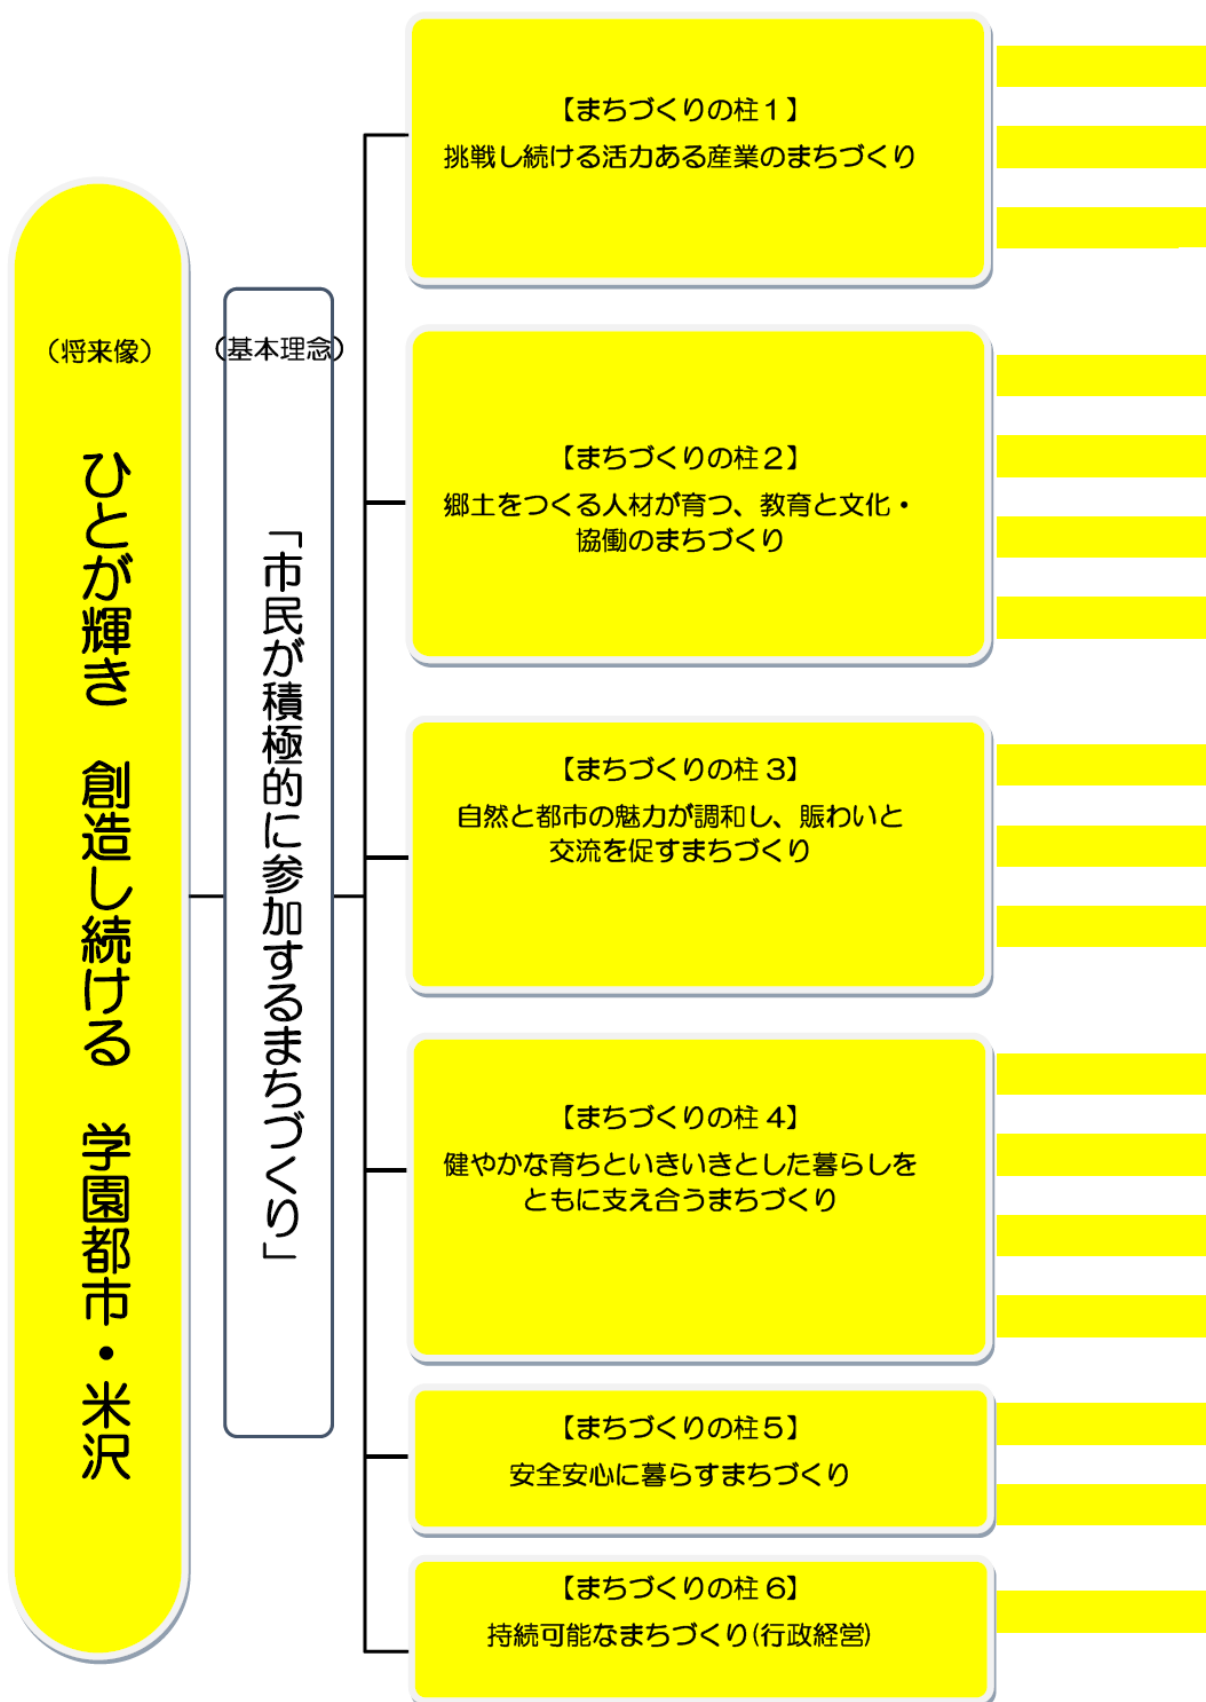 (将来像)
ひとが輝き　創造し続ける　学園都市・米沢
(基本理念)
「市民が積極的に参加するまちづくり」
【まちづくりの柱１】
挑戦し続ける活力ある産業のまちづくり
【まちづくりの柱２】
郷土をつくる人材が育つ、教育と文化・
協働のまちづくり
【まちづくりの柱 3】
自然と都市の魅力が調和し、賑わいと
交流を促すまちづくり
【まちづくりの柱 4】
健やかな育ちといきいきとした暮らしを
ともに支え合うまちづくり
【まちづくりの柱５】
安全安心に暮らすまちづくり
【まちづくりの柱 6】
持続可能なまちづくり(行政経営)